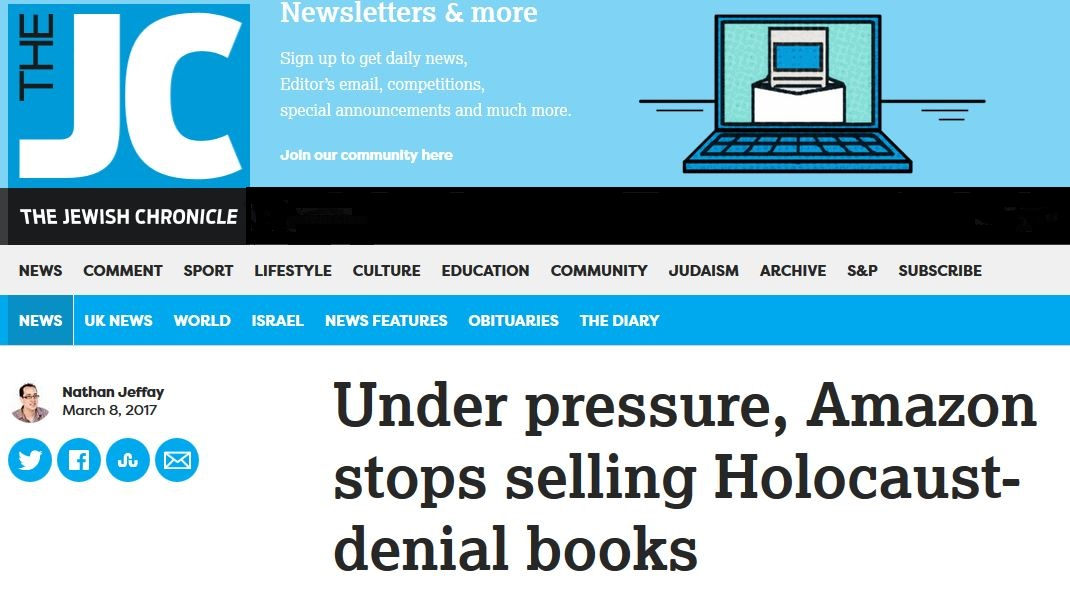 THE JC
Newsletters & more
Sign up to get daily news,
Editor's email, competitions,
special announcements and much more.
Join our community here
THE JEWISH CHRONICLE
NEWS COMMENT SPORT LIFESTYLE CULTURE EDUCATION COMMUNITY JUDAISM ARCHIVE S&P SUBSCRIBE
NEWS UK NEWS WORLD ISRAEL NEWS FEATURES OBITUARIES THE DIARY
Nathan Jeffay
March 8, 2017
Under pressure, Amazon
stops selling Holocaust-
denial books